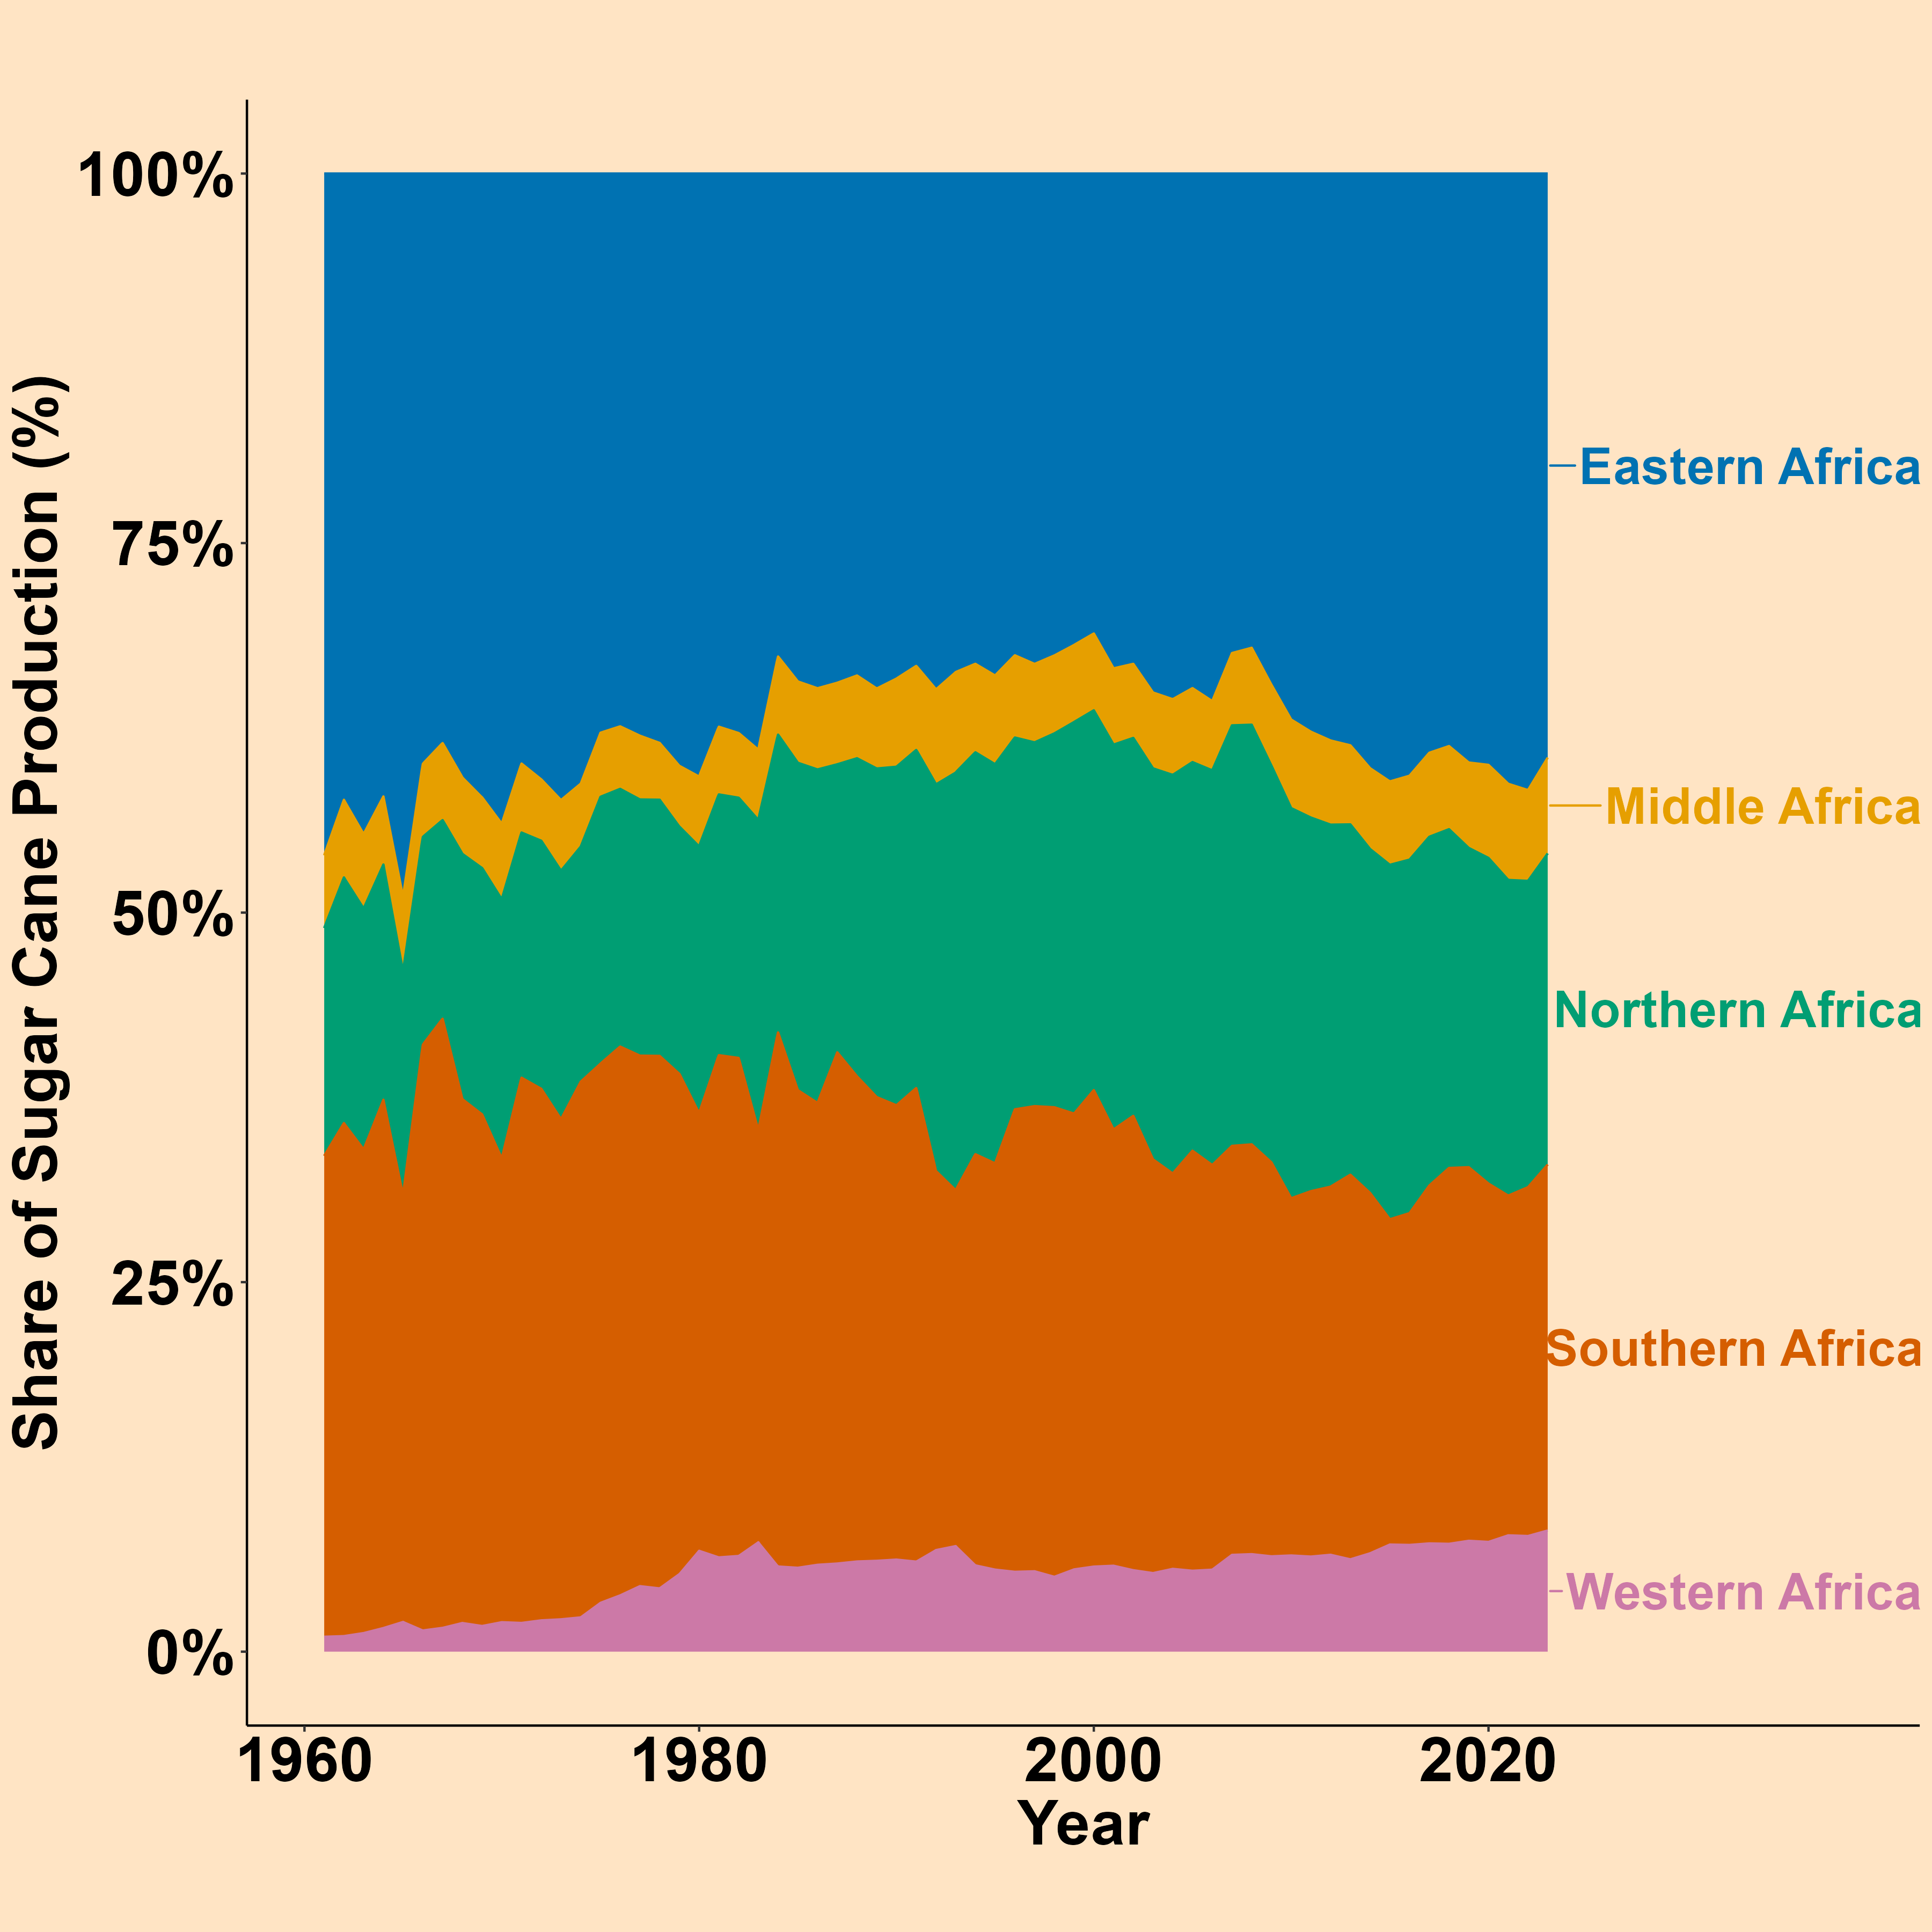 Share of Sugar Cane Production (%)
100%
75%
50%
25%
0%
1960 1980 2000 2020
Year
Eastern Africa
Middle Africa
Northern Africa
Southern Africa
Western Africa